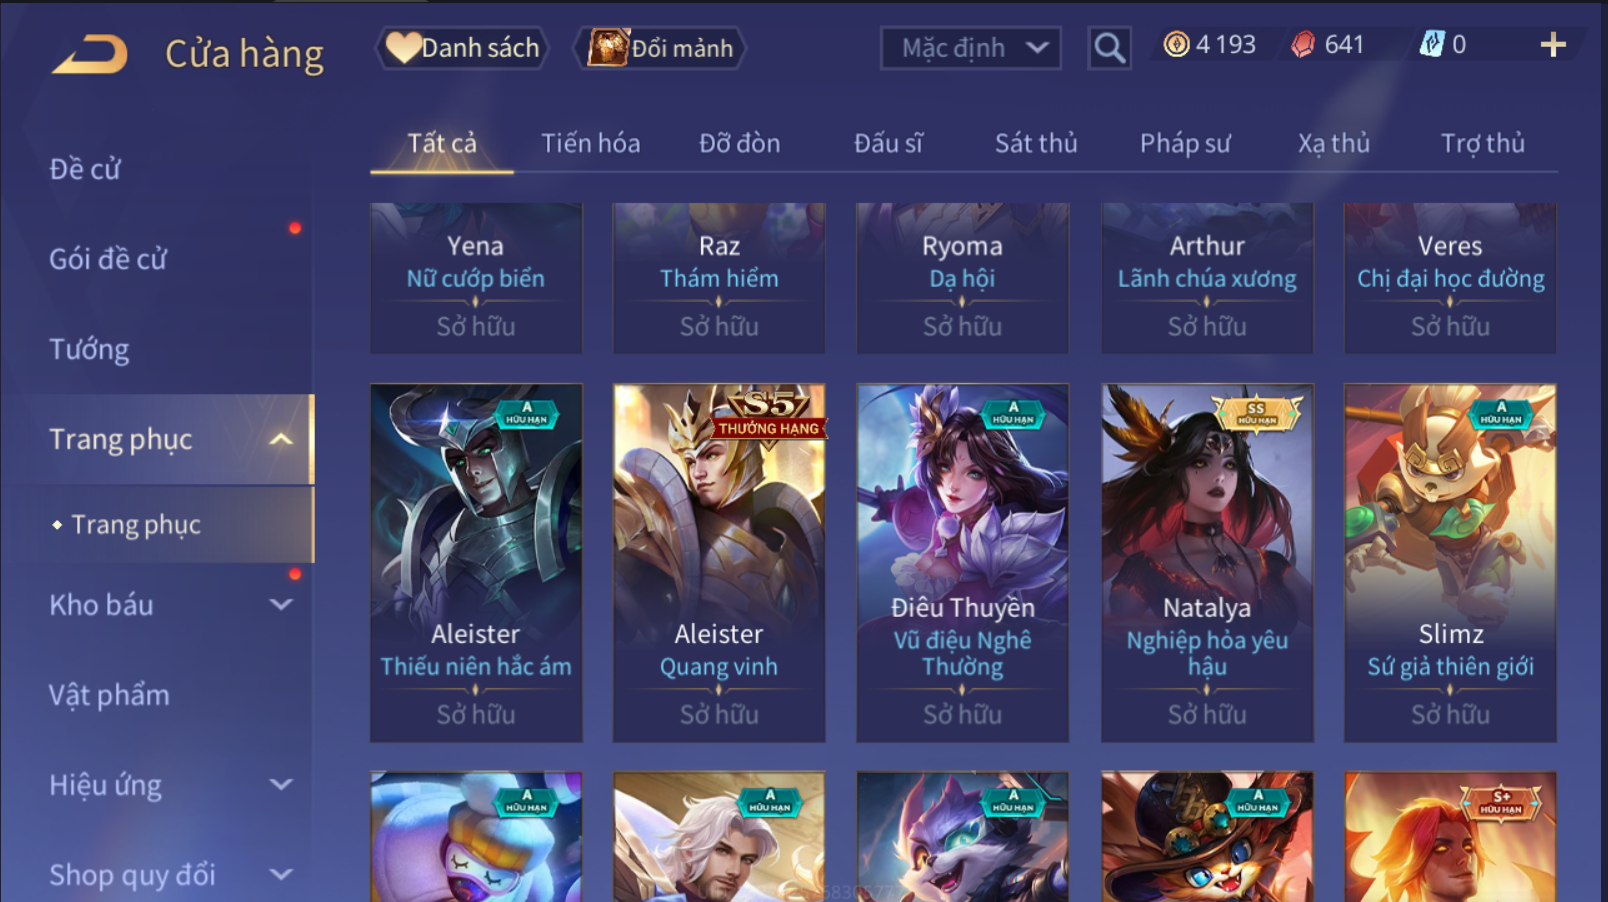 Cửa hàng
Danh sách
Đổi mảnh
Mặc định
4 193
641
0
Tất cả
Tiến hóa
Đỡ đòn
Đấu sĩ
Sát thủ
Pháp sư
Xạ thủ
Trợ thủ
Đề cử
Gói đề cử
Tướng
Trang phục
Trang phục
Kho báu
Vật phẩm
Hiệu ứng
Shop quy đổi
Yena
Nữ cướp biển
Sở hữu
Raz
Thám hiểm
Sở hữu
Ryoma
Dạ hội
Sở hữu
Arthur
Lãnh chúa xương
Sở hữu
Veres
Chị đại học đường
Sở hữu
A
HỮU HẠN
Aleister
Thiếu niên hắc ám
Sở hữu
S5
THƯỞNG HẠNG
Aleister
Quang vinh
Sở hữu
A
HỮU HẠN
Điêu Thuyền
Vũ điệu Nghê
Thường
Sở hữu
SS
HỮU HẠN
Natalya
Nghiệp hỏa yêu
hậu
Sở hữu
A
HỮU HẠN
Slimz
Sứ giả thiên giới
Sở hữu
A
HỮU HẠN
A
HỮU HẠN
A
HỮU HẠN
A
HỮU HẠN
S+
HỮU HẠN